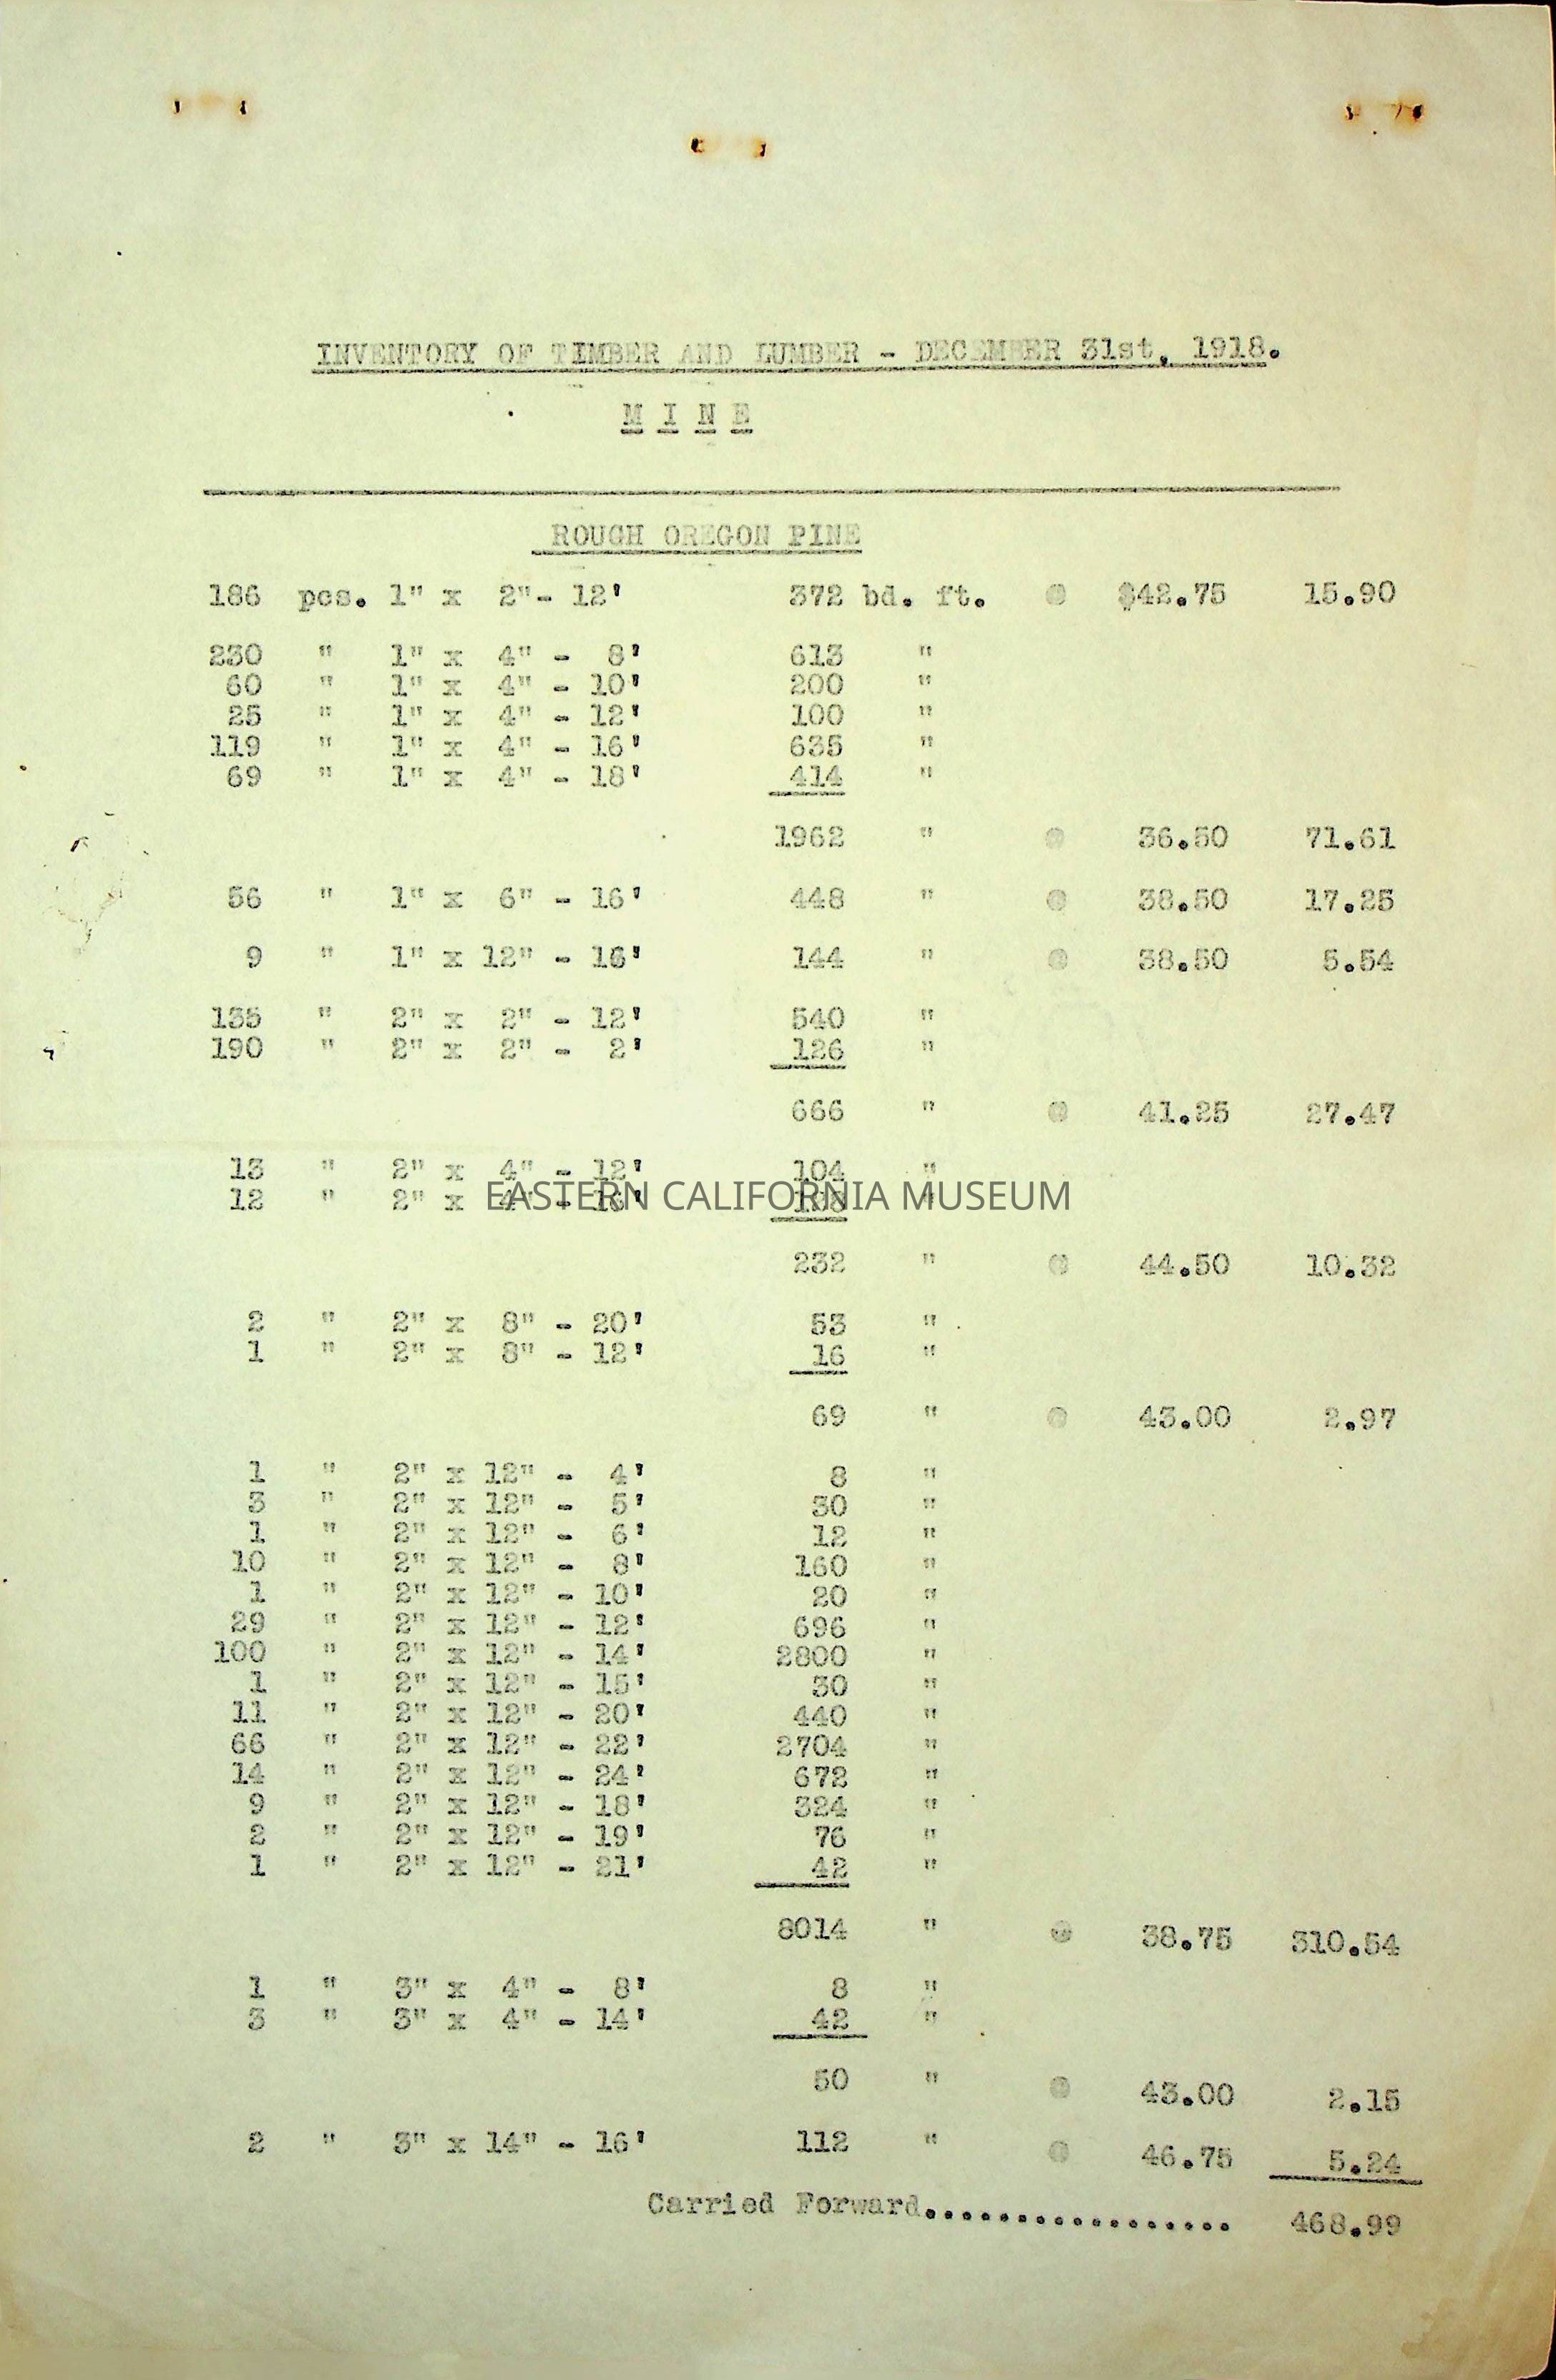 INVENTORY OF TIMBER AND LUMBER - DECEMBER 31st, 1918.
M I N E
ROUGH OREGON PINE
186 pcs. 1" x 2"- 12' 372 bd. ft. @ $42.75 15.90
230 " 1" x 4" - 8' 613 "
60 " 1" x 4" - 10' 200 "
25 " 1" x 4" - 12' 100 "
119 " 1" x 4" - 16' 635 "
69 " 1" x 4" - 18' 414 "
1962 " @ 36.50 71.61
56 " 1" x 6" - 16' 448 " @ 38.50 17.25
9 " 1" x 12" - 16' 144 " @ 38.50 5.54
135 " 2" x 2" - 12' 540 "
190 " 2" x 2" - 2' 126 "
666 " @ 41.25 27.47
13 " 2" x 4" - 12' 104 "
12 " 2" x 4" - 16' 128 "
EASTERN CALIFORNIA MUSEUM
232 " @ 44.50 10.32
2 " 2" x 8" - 20' 53 "
1 " 2" x 8" - 12' 16 "
69 " @ 43.00 2.97
1 " 2" x 12" - 4' 8 "
3 " 2" x 12" - 5' 30 "
1 " 2" x 12" - 6' 12 "
10 " 2" x 12" - 8' 160 "
1 " 2" x 12" - 10' 20 "
29 " 2" x 12" - 12' 696 "
100 " 2" x 12" - 14' 2800 "
1 " 2" x 12" - 15' 30 "
11 " 2" x 12" - 20' 440 "
66 " 2" x 12" - 22' 2704 "
14 " 2" x 12" - 24' 672 "
9 " 2" x 12" - 18' 324 "
2 " 2" x 12" - 19' 76 "
1 " 2" x 12" - 21' 42 "
8014 " @ 38.75 310.54
1 " 3" x 4" - 8' 8 "
3 " 3" x 4" - 14' 42 "
50 " @ 43.00 2.15
2 " 3" x 14" - 16' 112 " @ 46.75 5.24
Carried Forward................. 468.99